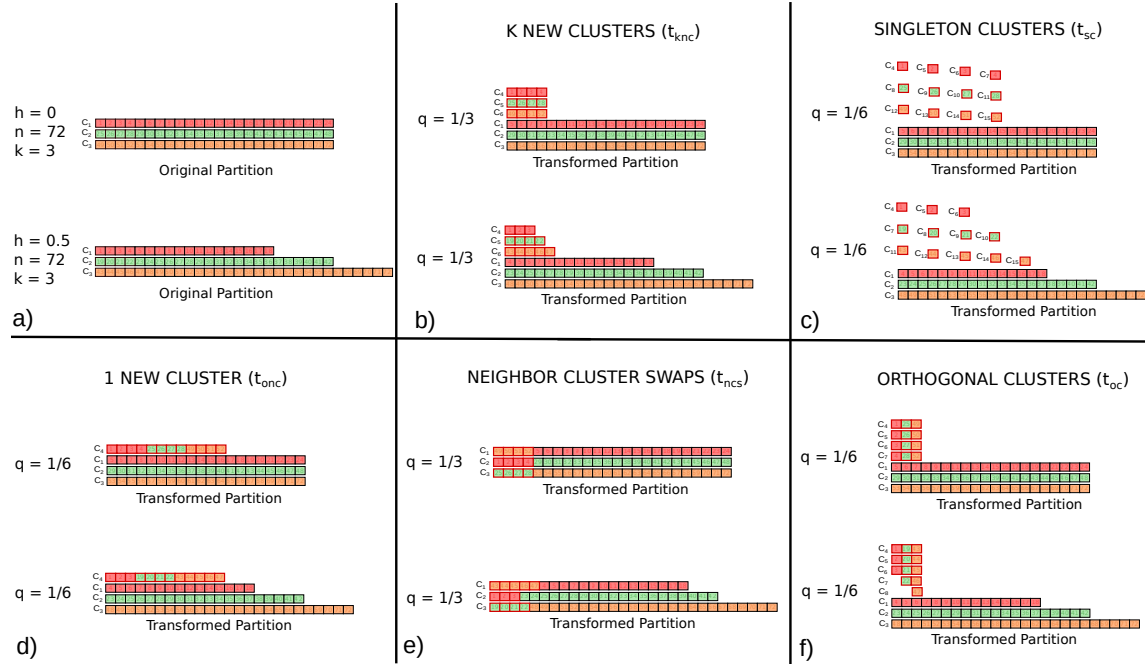 h = 0
n = 72
k = 3
C₁
C₂
C₃
Original Partition
h = 0.5
n = 72
k = 3
C₁
C₂
C₃
Original Partition
a)
K NEW CLUSTERS (tₖₙc)
q = 1/3
C₄
C₅
C₆
C₁
C₂
C₃
Transformed Partition
q = 1/3
C₄
C₅
C₆
C₁
C₂
C₃
Transformed Partition
b)
SINGLETON CLUSTERS (tₛc)
C₄ C₅ C₆ C₇
C₈ C₉ C₁₀ C₁₁
q = 1/6
C₁₂ C₁₃ C₁₄ C₁₅
C₁
C₂
C₃
Transformed Partition
C₄ C₅ C₆
C₇ C₈ C₉ C₁₀
q = 1/6
C₁₁ C₁₂ C₁₃ C₁₄ C₁₅
C₁
C₂
C₃
Transformed Partition
c)
1 NEW CLUSTER (tₒₙc)
q = 1/6
C₄
C₁
C₂
C₃
Transformed Partition
q = 1/6
C₄
C₁
C₂
C₃
Transformed Partition
d)
NEIGHBOR CLUSTER SWAPS (tₙcₛ)
q = 1/3
C₁
C₂
C₃
Transformed Partition
q = 1/3
C₁
C₂
C₃
Transformed Partition
e)
ORTHOGONAL CLUSTERS (tₒc)
q = 1/6
C₄
C₅
C₆
C₇
C₁
C₂
C₃
Transformed Partition
q = 1/6
C₄
C₅
C₆
C₇
C₈
C₁
C₂
C₃
Transformed Partition
f)